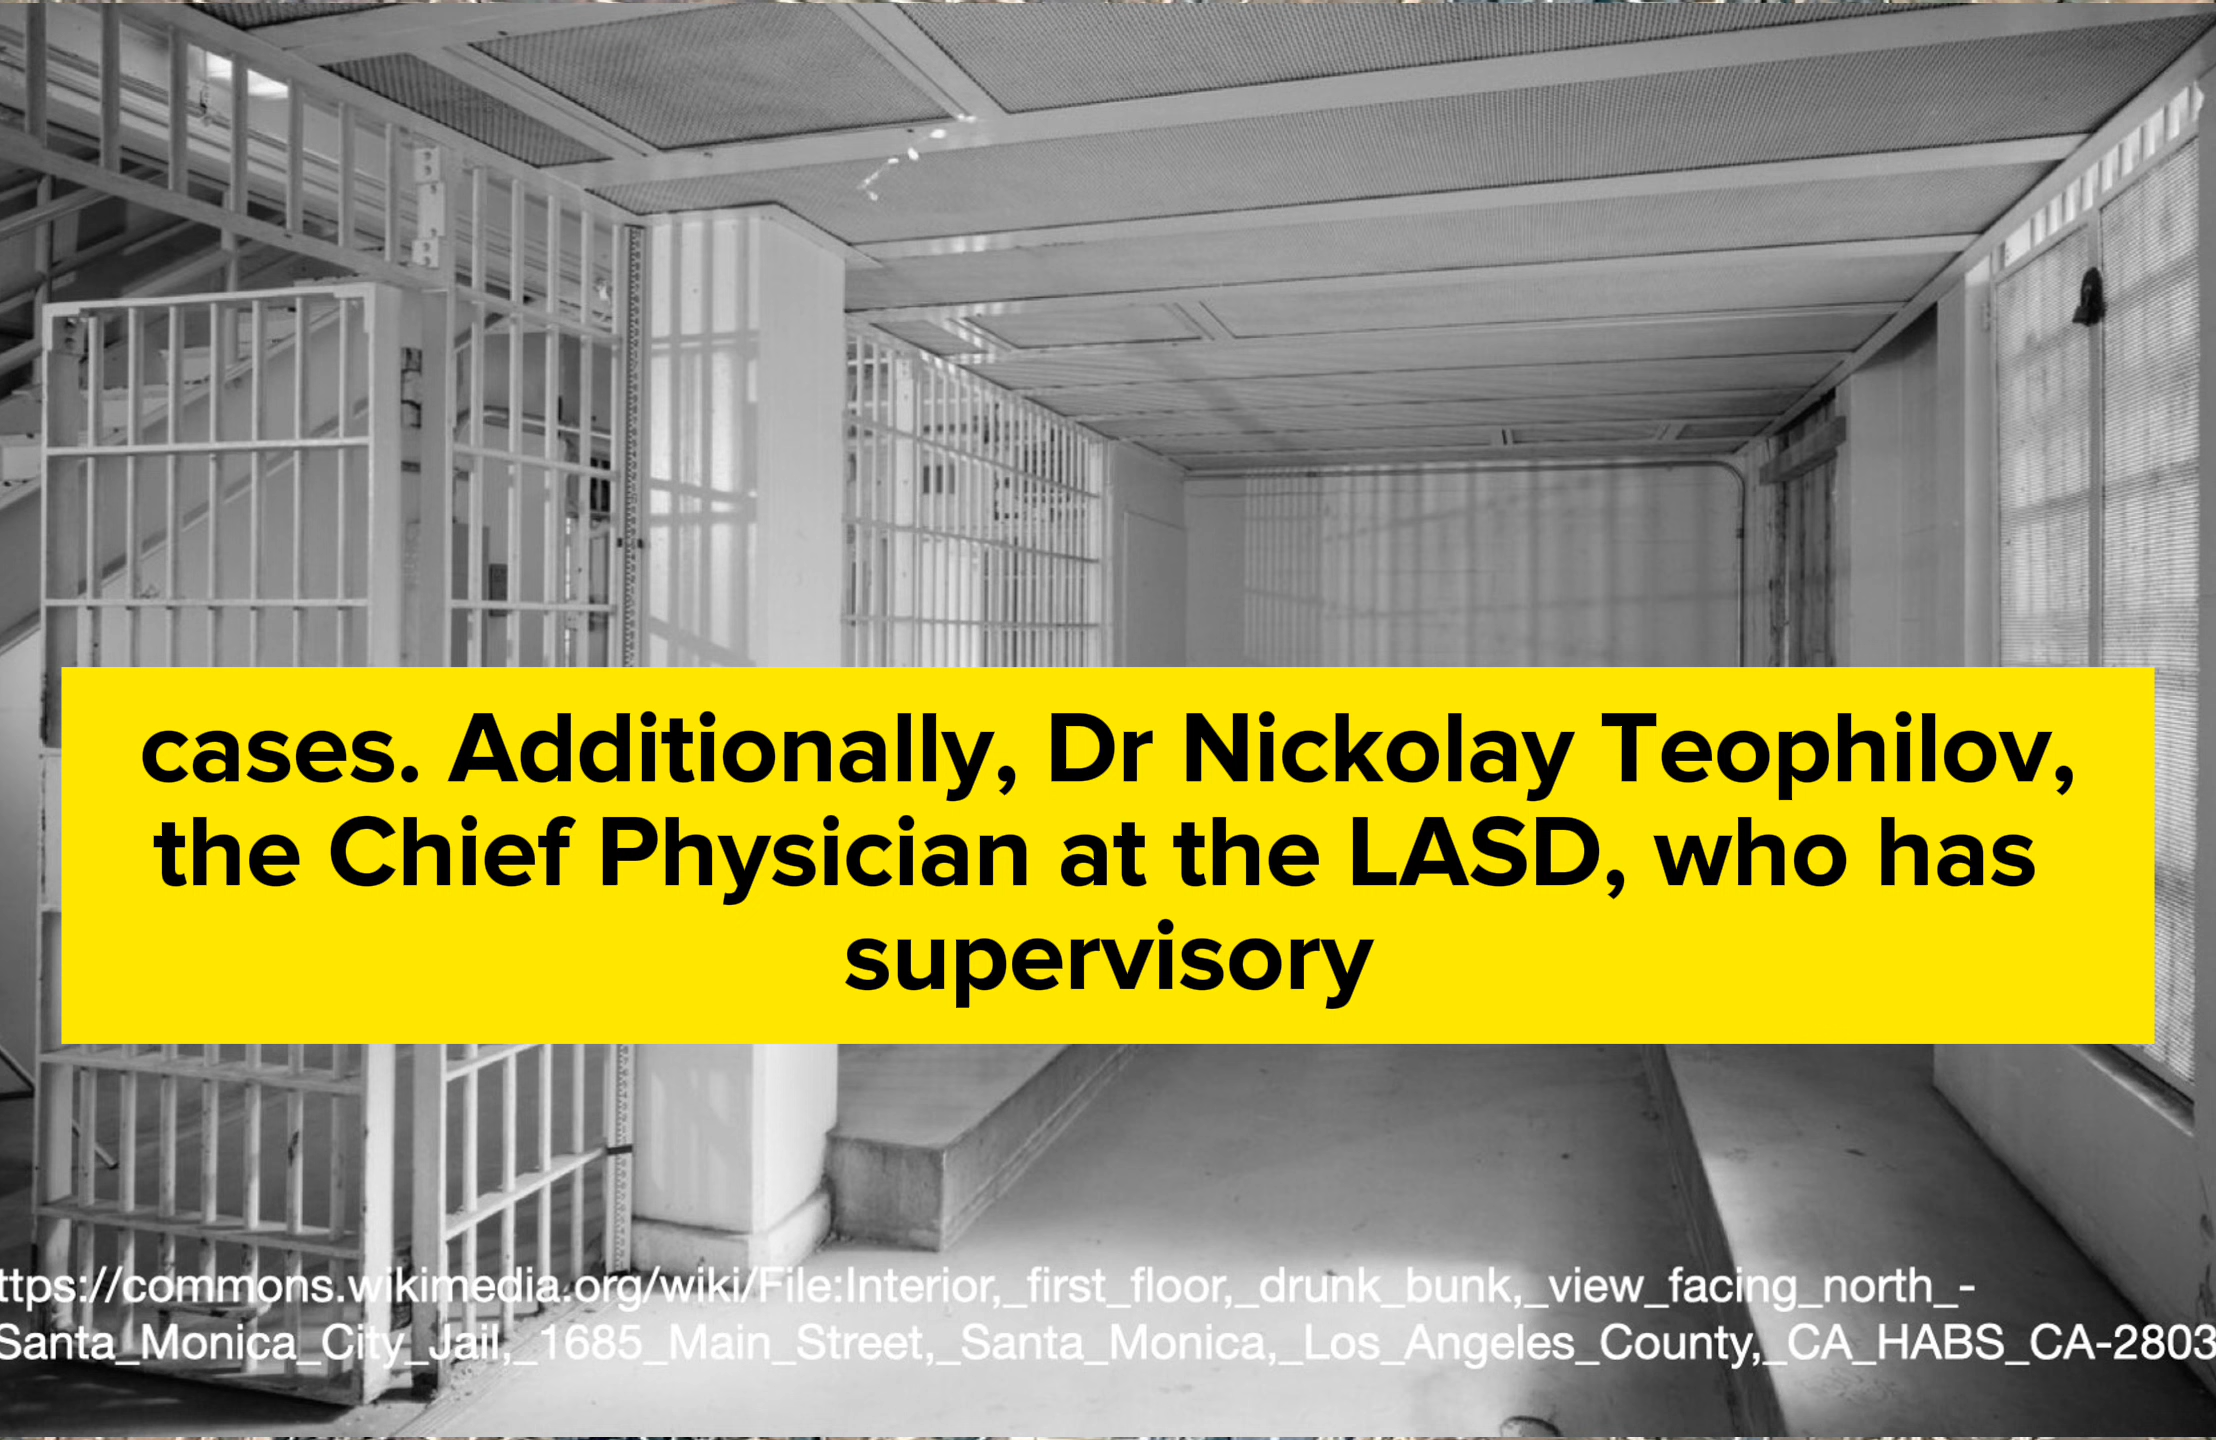 cases. Additionally, Dr Nickolay Teophilov,
the Chief Physician at the LASD, who has
supervisory
ttps://commons.wikimedia.org/wiki/File:Interior,_first_floor,_drunk_bunk,_view_facing_north_-
Santa_Monica_City_Jail,_1685_Main_Street,_Santa_Monica,_Los_Angeles_County,_CA_HABS_CA-2803